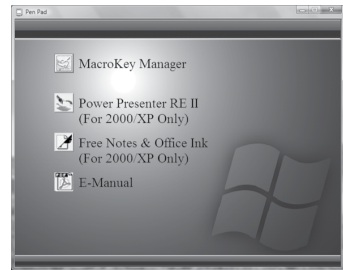 Pen Pad
MacroKey Manager
Power Presenter RE II
(For 2000/XP Only)
Free Notes & Office Ink
(For 2000/XP Only)
PDF
E-Manual